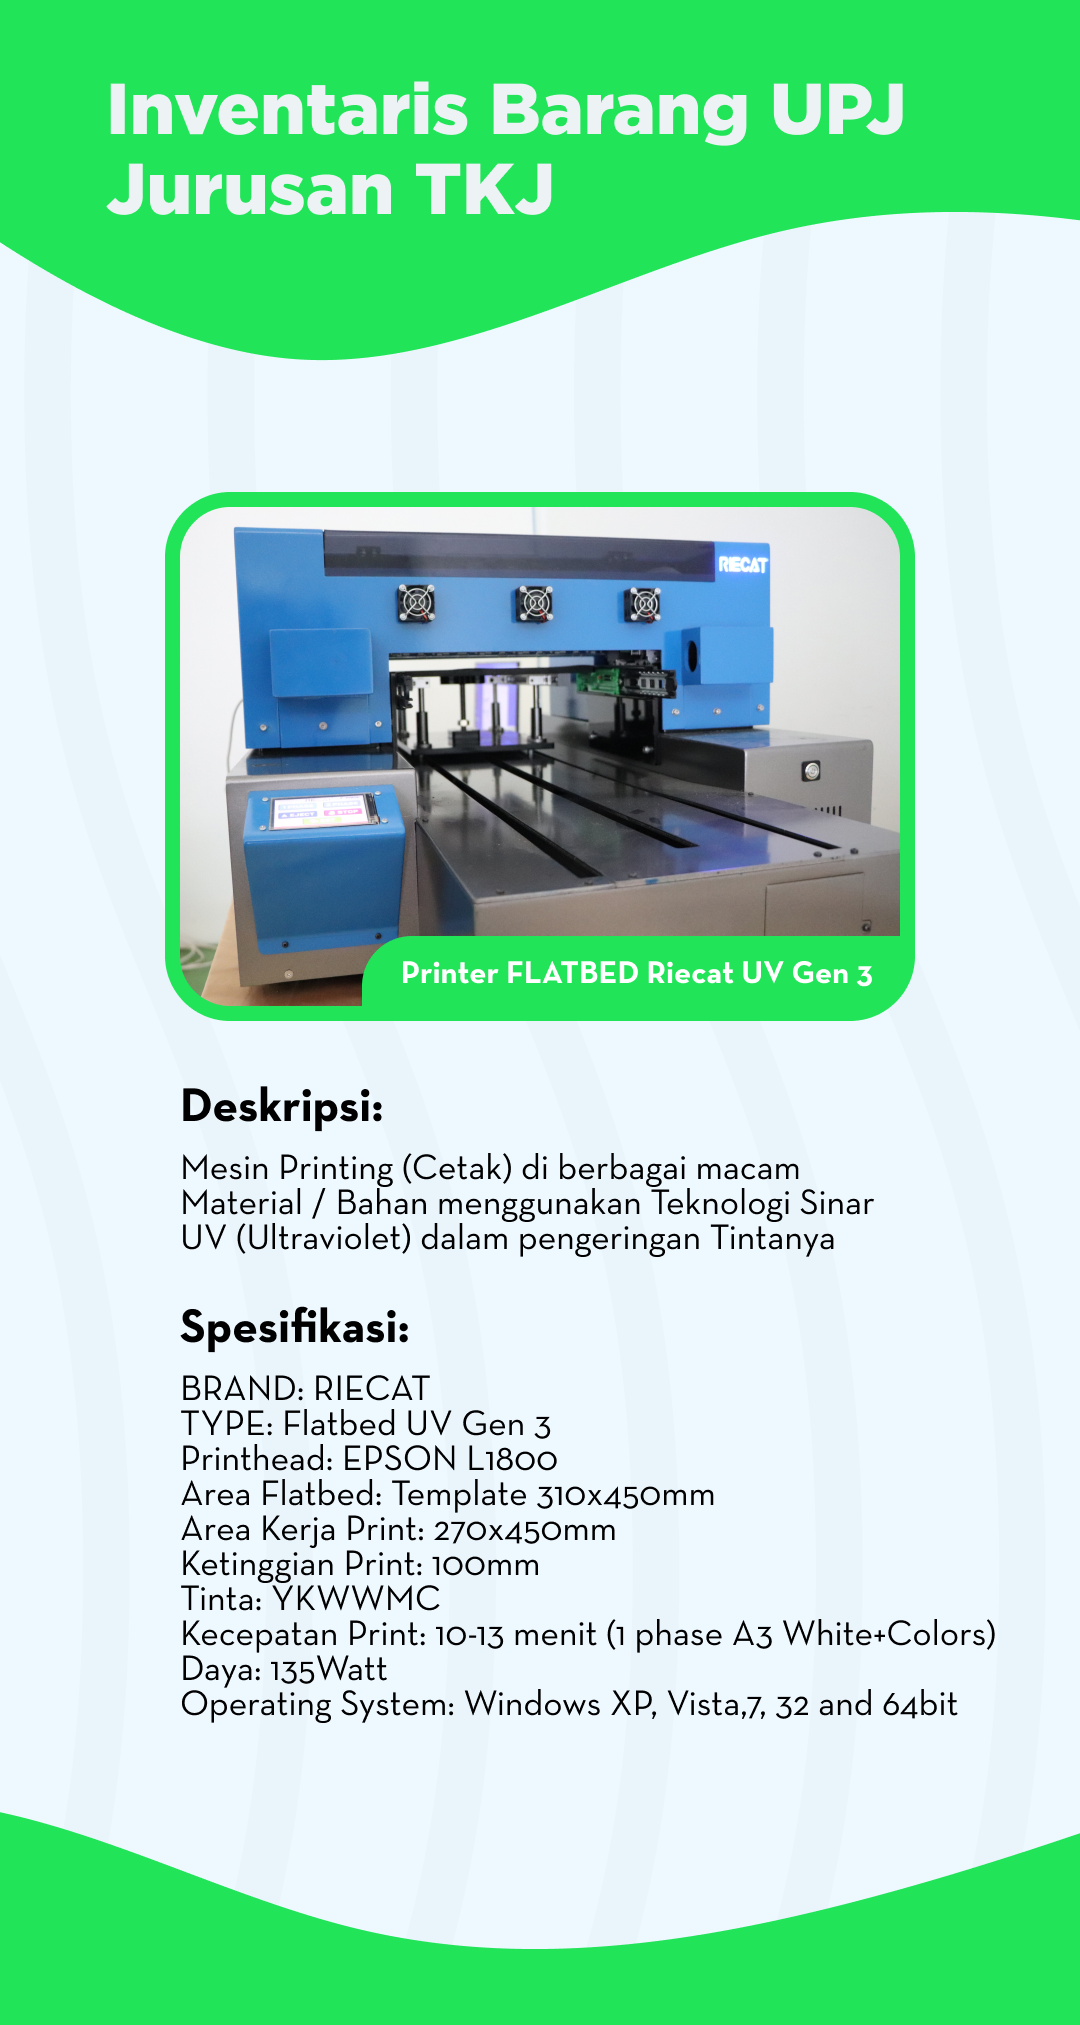 Inventaris Barang UPJ
Jurusan TKJ
RIECAT
Printer FLATBED Riecat UV Gen 3
Deskripsi:
Mesin Printing (Cetak) di berbagai macam
Material / Bahan menggunakan Teknologi Sinar
UV (Ultraviolet) dalam pengeringan Tintanya
Spesifikasi:
BRAND: RIECAT
TYPE: Flatbed UV Gen 3
Printhead: EPSON L1800
Area Flatbed: Template 310x450mm
Area Kerja Print: 270x450mm
Ketinggian Print: 100mm
Tinta: YKWWMC
Kecepatan Print: 10-13 menit (1 phase A3 White+Colors)
Daya: 135Watt
Operating System: Windows XP, Vista,7, 32 and 64bit